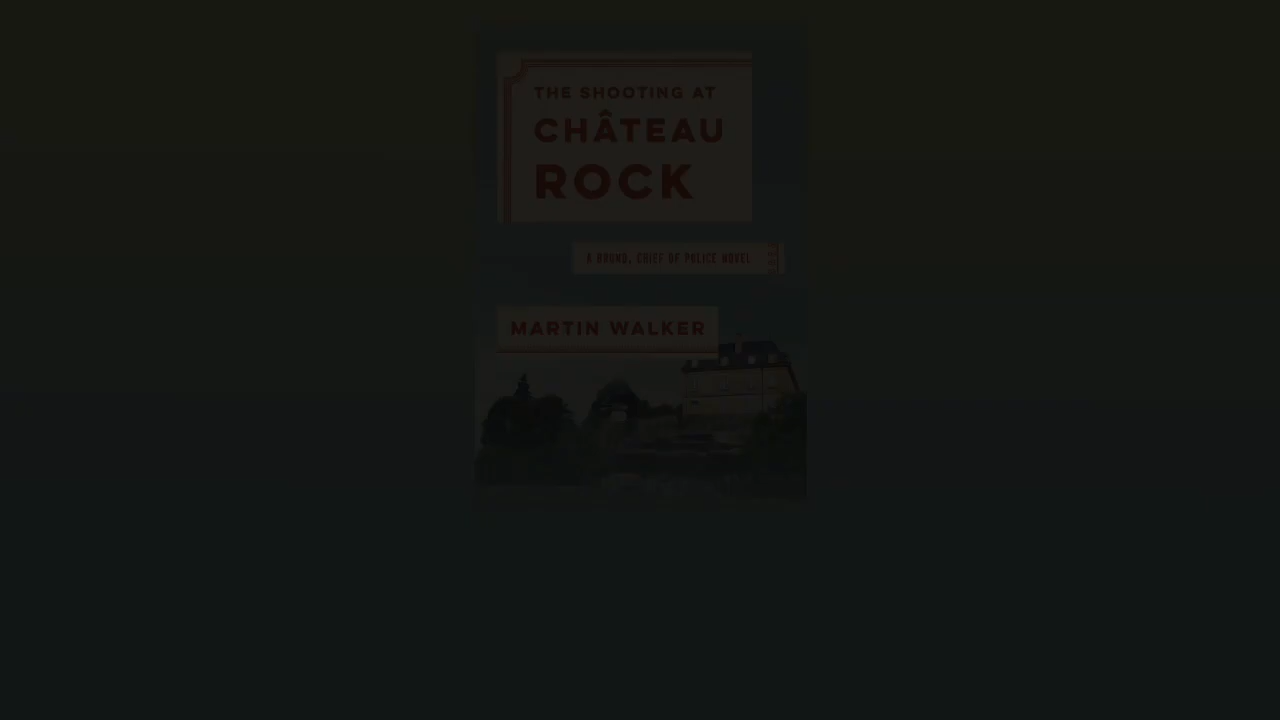 THE SHOOTING AT
CHÂTEAU
ROCK
A BRUNO, CHIEF OF POLICE NOVEL
MARTIN WALKER